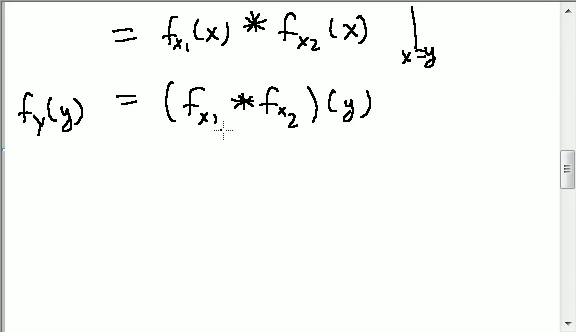 = f_{x_1}(x) * f_{x_2}(x) |_{x=y}
f_Y(y) = (f_{x_1} * f_{x_2})(y)